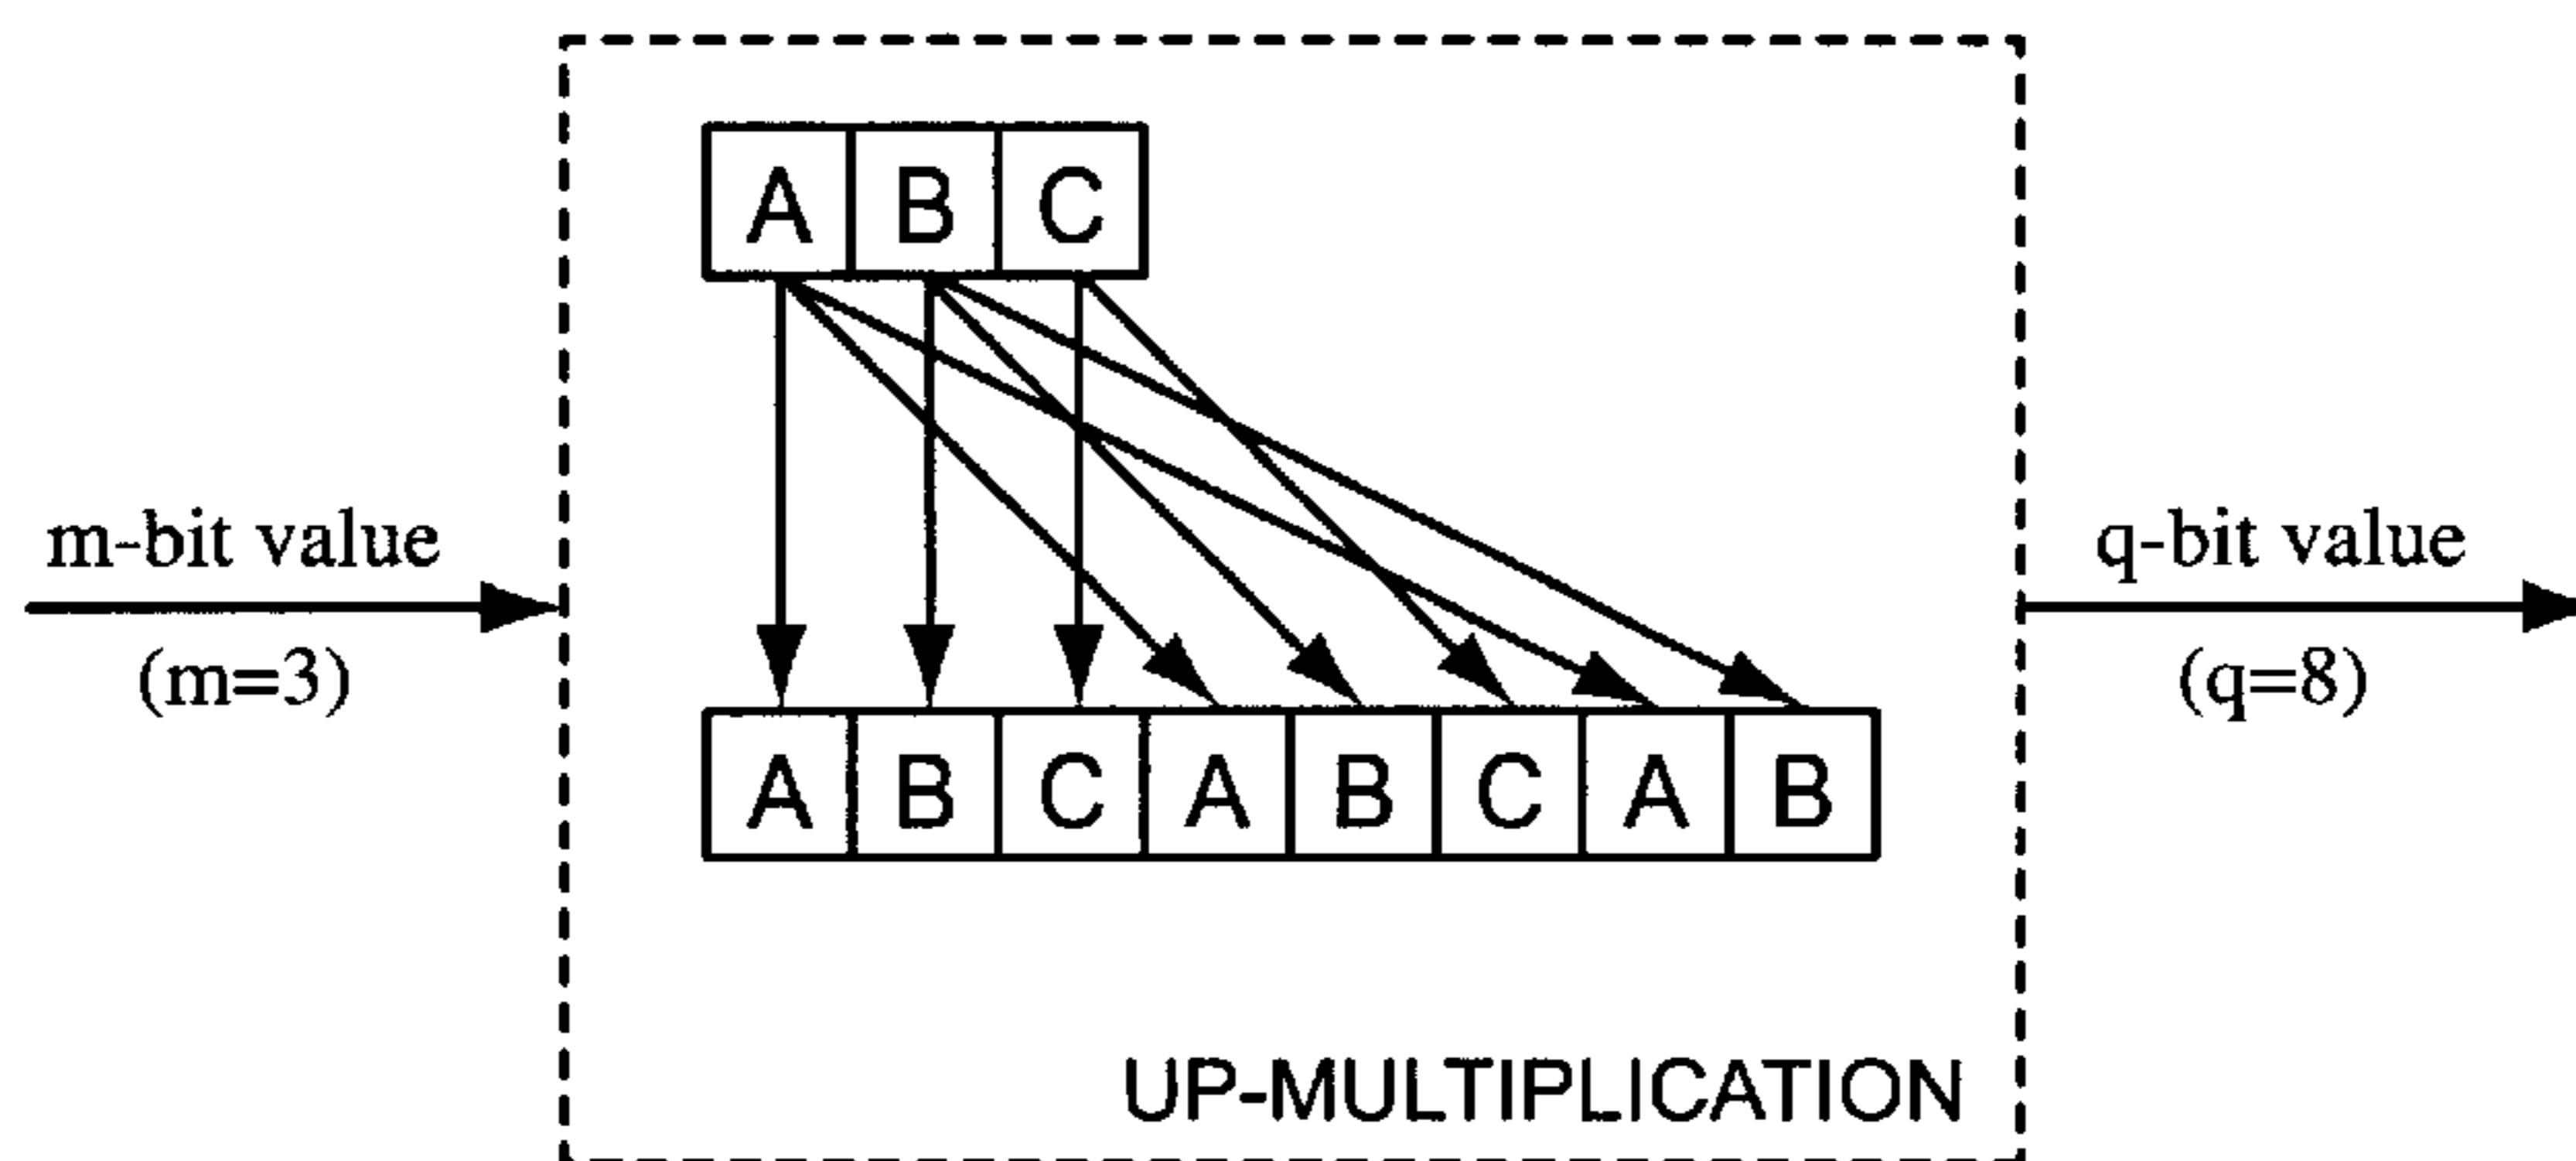 A B C
m-bit value
(m=3)
q-bit value
(q=8)
A B C A B C A B
UP-MULTIPLICATION